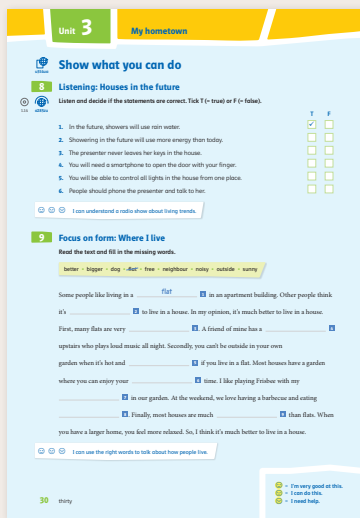 Unit 3 My hometown
Show what you can do
8 Listening: Houses in the future
Listen and decide if the statements are correct. Tick T (= true) or F (= false).
T F
1. In the future, showers will use rain water. ✔
2. Showering in the future will use more energy than today.
3. The presenter never leaves her keys in the house.
4. You will need a smartphone to open the door with your finger.
5. You will be able to control all lights in the house from one place.
6. People should phone the presenter and talk to her.
I can understand a radio show about living trends.
9 Focus on form: Where I live
Read the text and fill in the missing words.
better - bigger - dog - flat - free - neighbour - noisy - outside - sunny
Some people like living in a flat 1 in an apartment building. Other people think
it's 2 to live in a house. In my opinion, it's much better to live in a house.
First, many flats are very 3. A friend of mine has a 4
upstairs who plays loud music all night. Secondly, you can't be outside in your own
garden when it's hot and 5 if you live in a flat. Most houses have a garden
where you can enjoy your 6 time. I like playing Frisbee with my
7 in our garden. At the weekend, we love having a barbecue and eating
8. Finally, most houses are much 9 than flats. When
you have a larger home, you feel more relaxed. So, I think it's much better to live in a house.
I can use the right words to talk about how people live.
30 thirty
= I'm very good at this.
= I can do this.
= I need help.